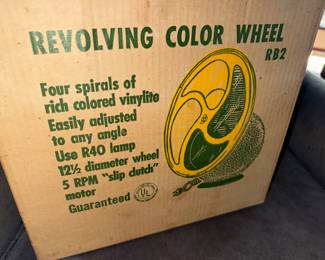 REVOLVING COLOR WHEEL
RB2
Four spirals of
rich colored vinylite
Easily adjusted
to any angle
Use R40 lamp
12½ diameter wheel
5 RPM "slip clutch"
motor
Guaranteed
UL